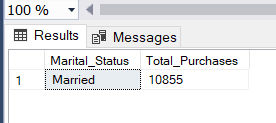 100 %
Results Messages
Marital_Status Total_Purchases
1 Married 10855